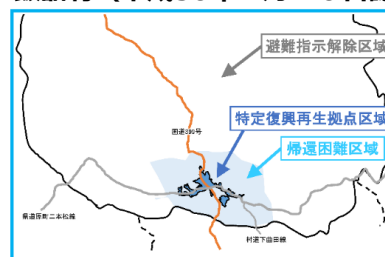 避難指示解除区域
特定復興再生拠点区域
国道399号
帰還困難区域
県道原町二本松線
村道下曲田線